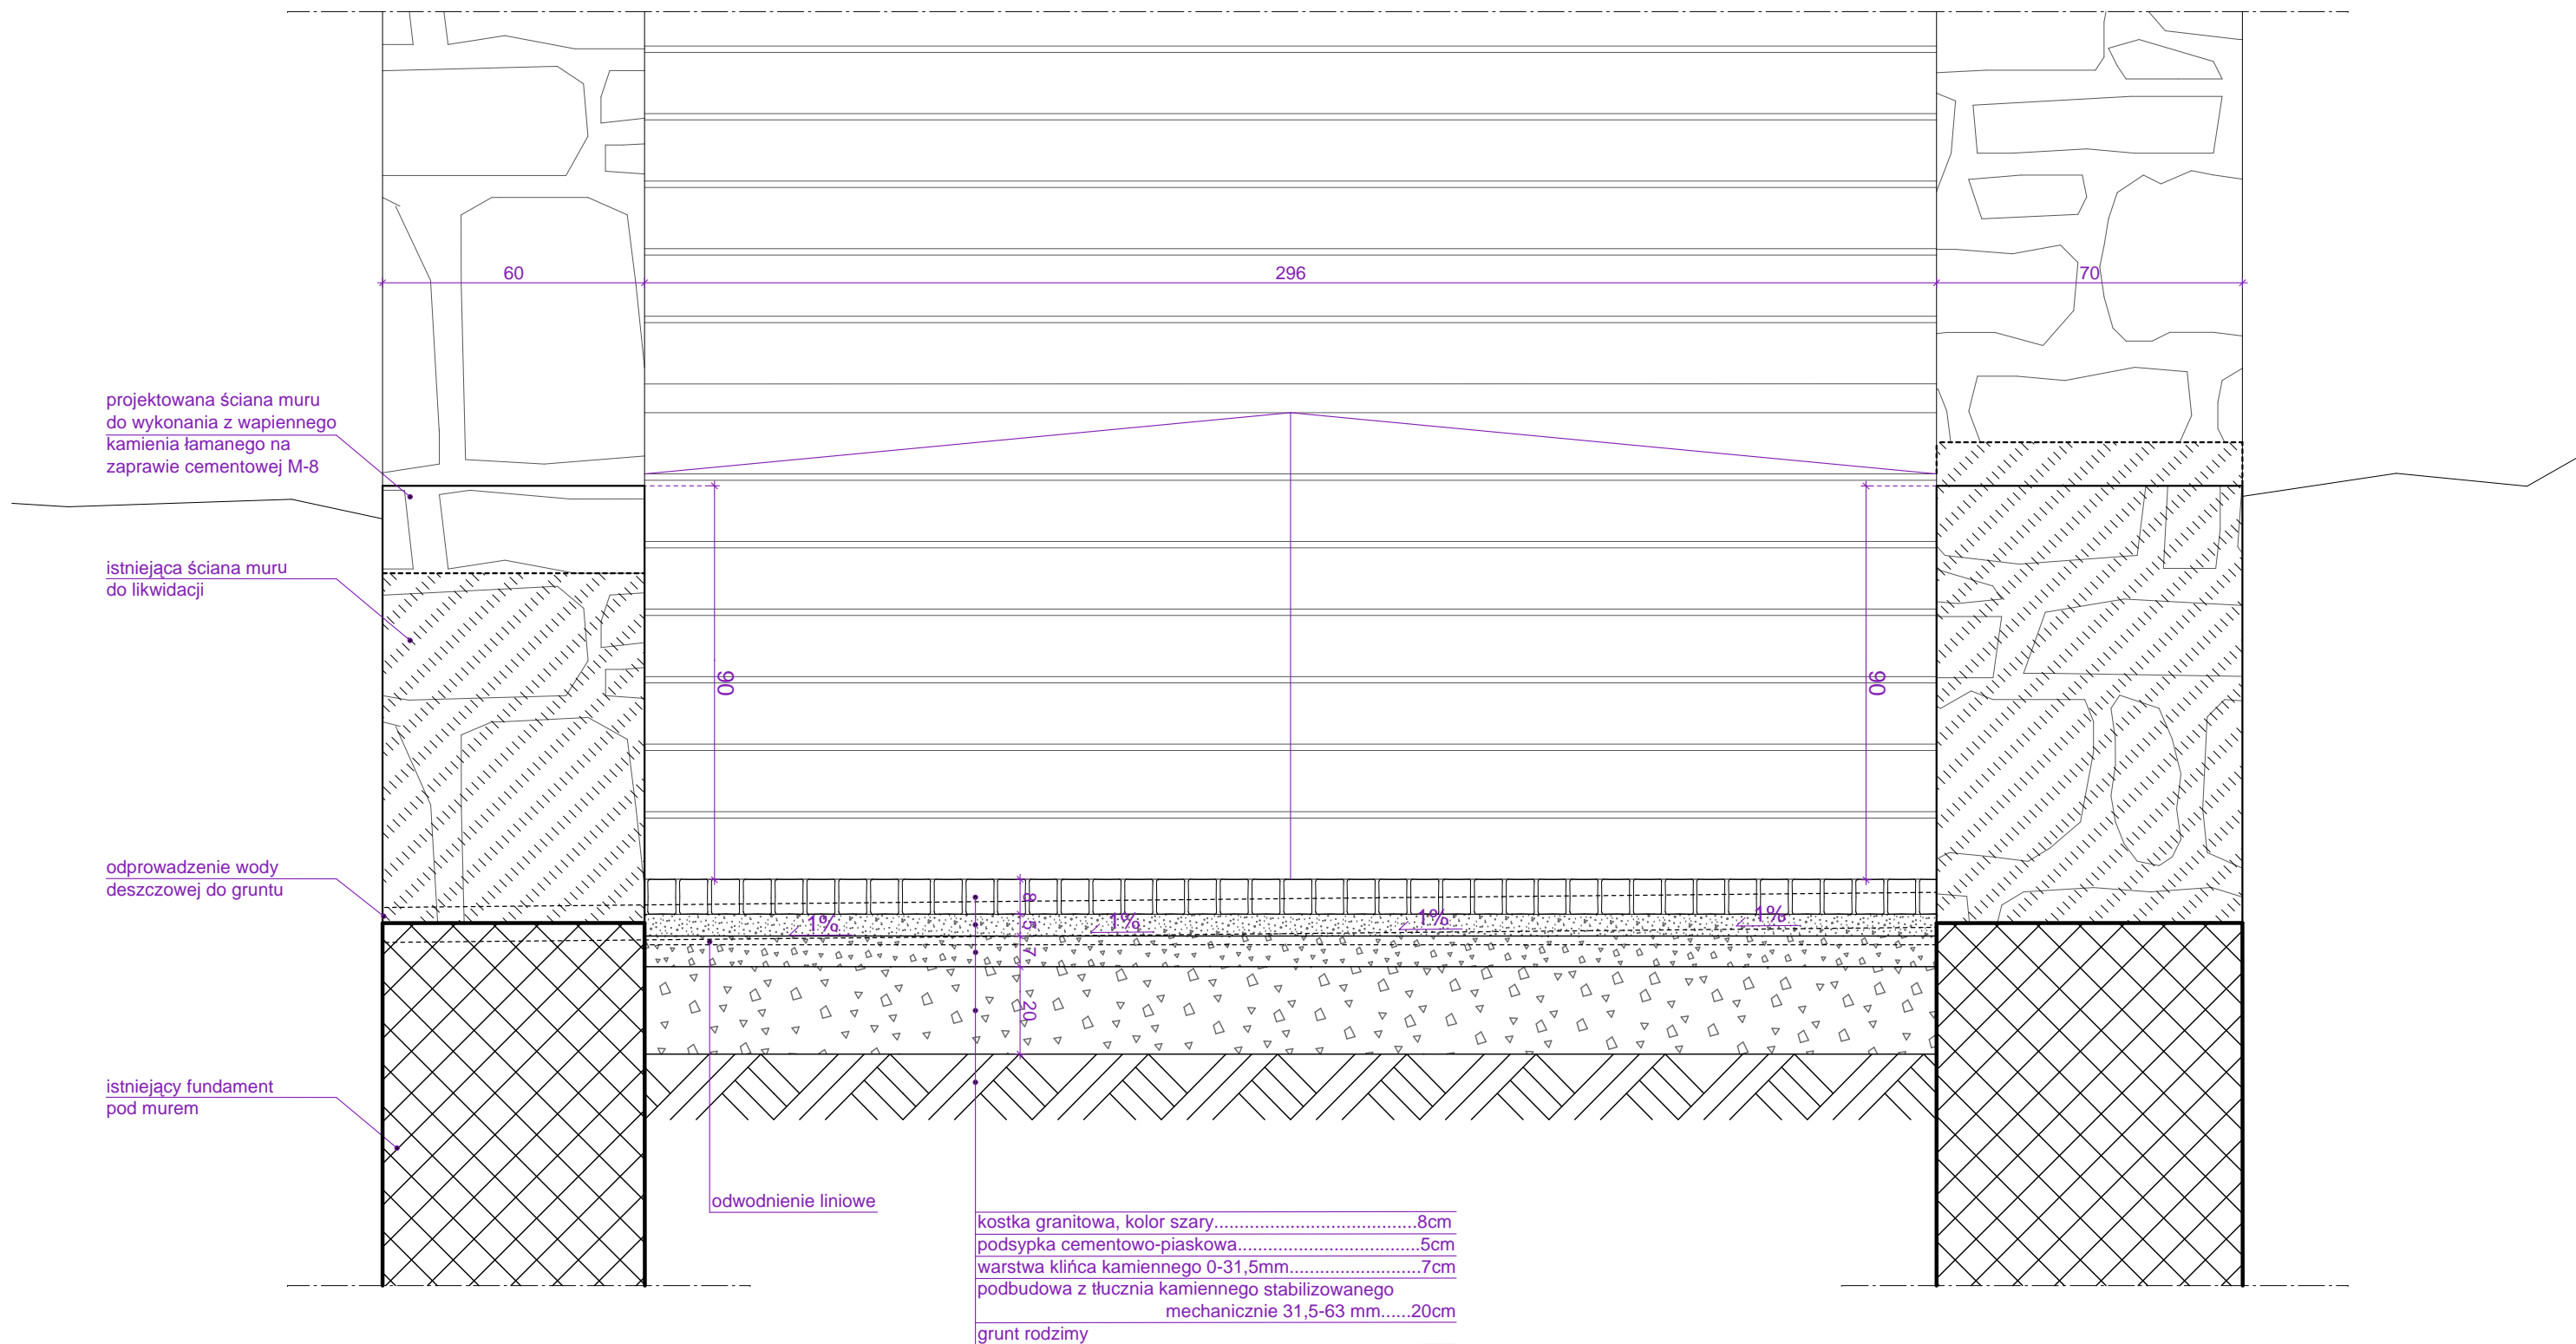 60
296
70
projektowana ściana muru
do wykonania z wapiennego
kamienia łamanego na
zaprawie cementowej M-8
istniejąca ściana muru
do likwidacji
90
90
odprowadzenie wody
deszczowej do gruntu
8
5
7
20
1%
1%
1%
1%
istniejący fundament
pod murem
odwodnienie liniowe
kostka granitowa, kolor szary.......................................8cm
podsypka cementowo-piaskowa...................................5cm
warstwa klińca kamiennego 0-31,5mm.........................7cm
podbudowa z tłucznia kamiennego stabilizowanego
mechanicznie 31,5-63 mm......20cm
grunt rodzimy